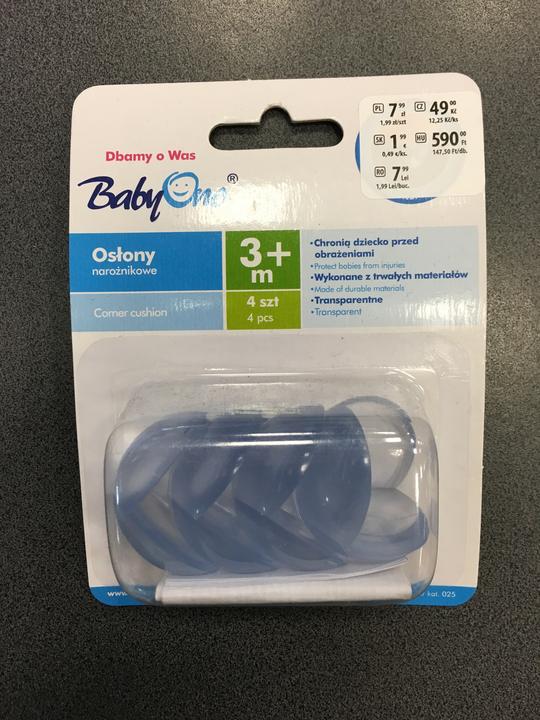 PL 7 99 zł
1,99 zł/szt
CZ 49 00 Kč
12,25 Kč/ks
SK 1 99 €
0,49 €/ks.
HU 590 00 Ft
147,50 Ft/db.
RO 7 99 Lei
1,99 Lei/buc.
Dbamy o Was
BabyOno®
Osłony
narożnikowe
Corner cushion
3+
m
4 szt
4 pcs
•Chronią dziecko przed
obrażeniami
•Protect babies from injuries
•Wykonane z trwałych materiałów
•Made of durable materials
•Transparentne
•Transparent
www.
kat. 025